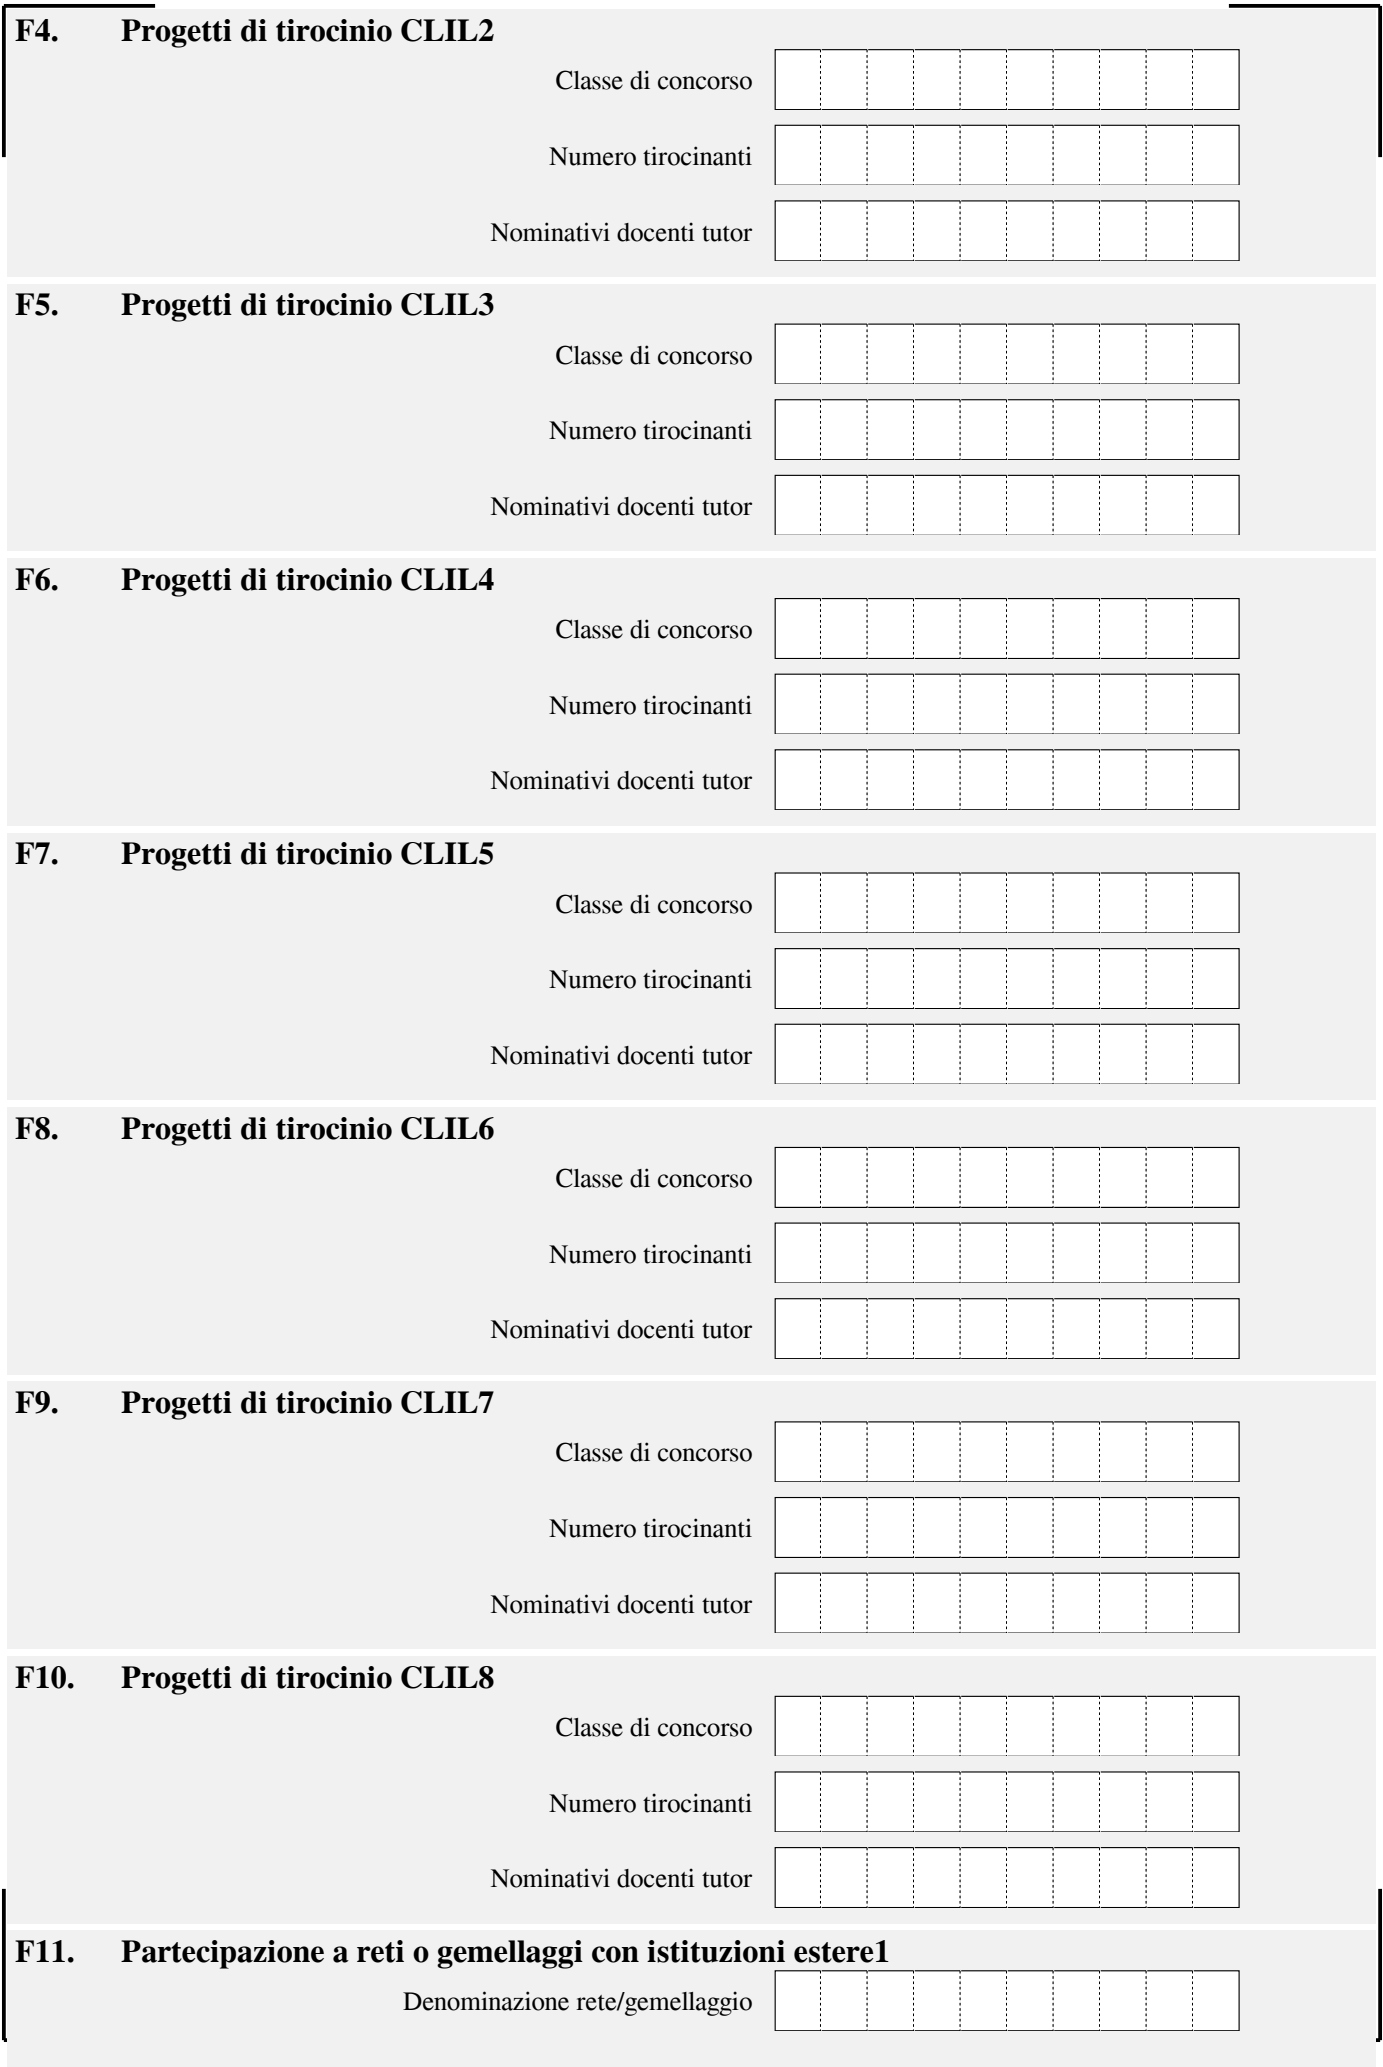 F4. Progetti di tirocinio CLIL2
Classe di concorso
Numero tirocinanti
Nominativi docenti tutor
F5. Progetti di tirocinio CLIL3
Classe di concorso
Numero tirocinanti
Nominativi docenti tutor
F6. Progetti di tirocinio CLIL4
Classe di concorso
Numero tirocinanti
Nominativi docenti tutor
F7. Progetti di tirocinio CLIL5
Classe di concorso
Numero tirocinanti
Nominativi docenti tutor
F8. Progetti di tirocinio CLIL6
Classe di concorso
Numero tirocinanti
Nominativi docenti tutor
F9. Progetti di tirocinio CLIL7
Classe di concorso
Numero tirocinanti
Nominativi docenti tutor
F10. Progetti di tirocinio CLIL8
Classe di concorso
Numero tirocinanti
Nominativi docenti tutor
F11. Partecipazione a reti o gemellaggi con istituzioni estere1
Denominazione rete/gemellaggio